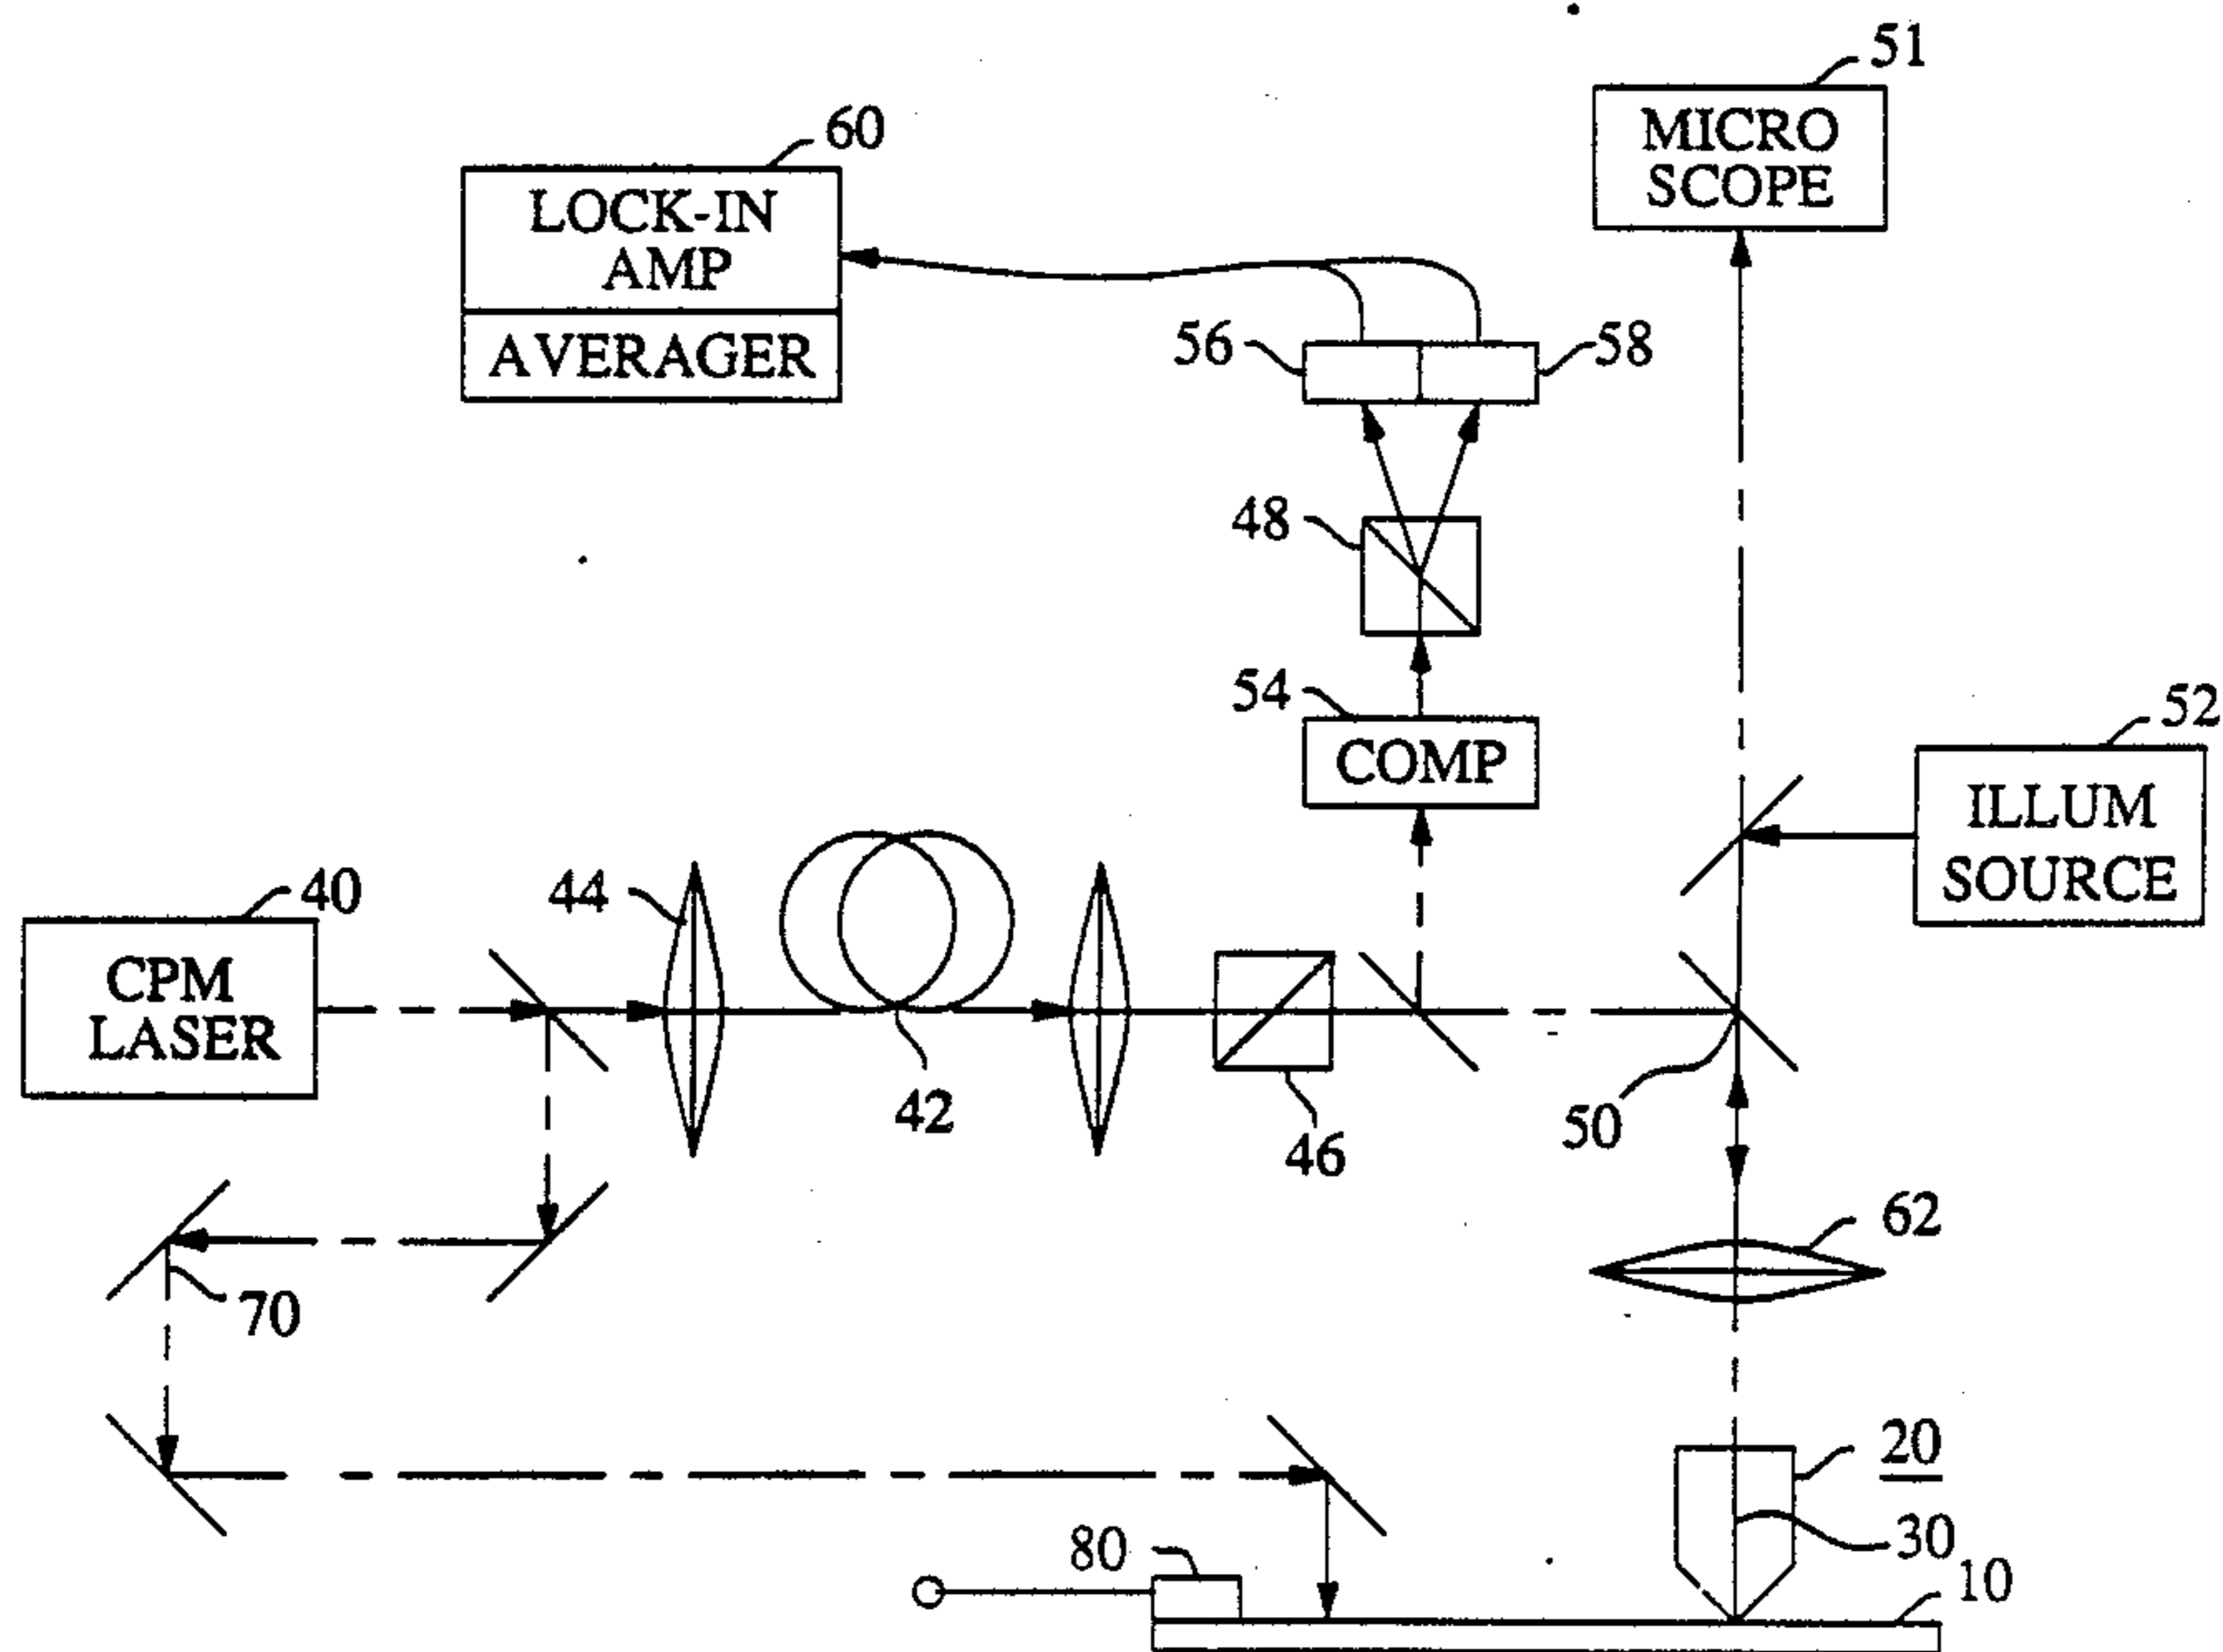 51
MICRO
SCOPE
60
LOCK-IN
AMP
AVERAGER
56
58
48
54
COMP
52
ILLUM
SOURCE
40
CPM
LASER
44
42
46
50
62
70
20
30
80
10